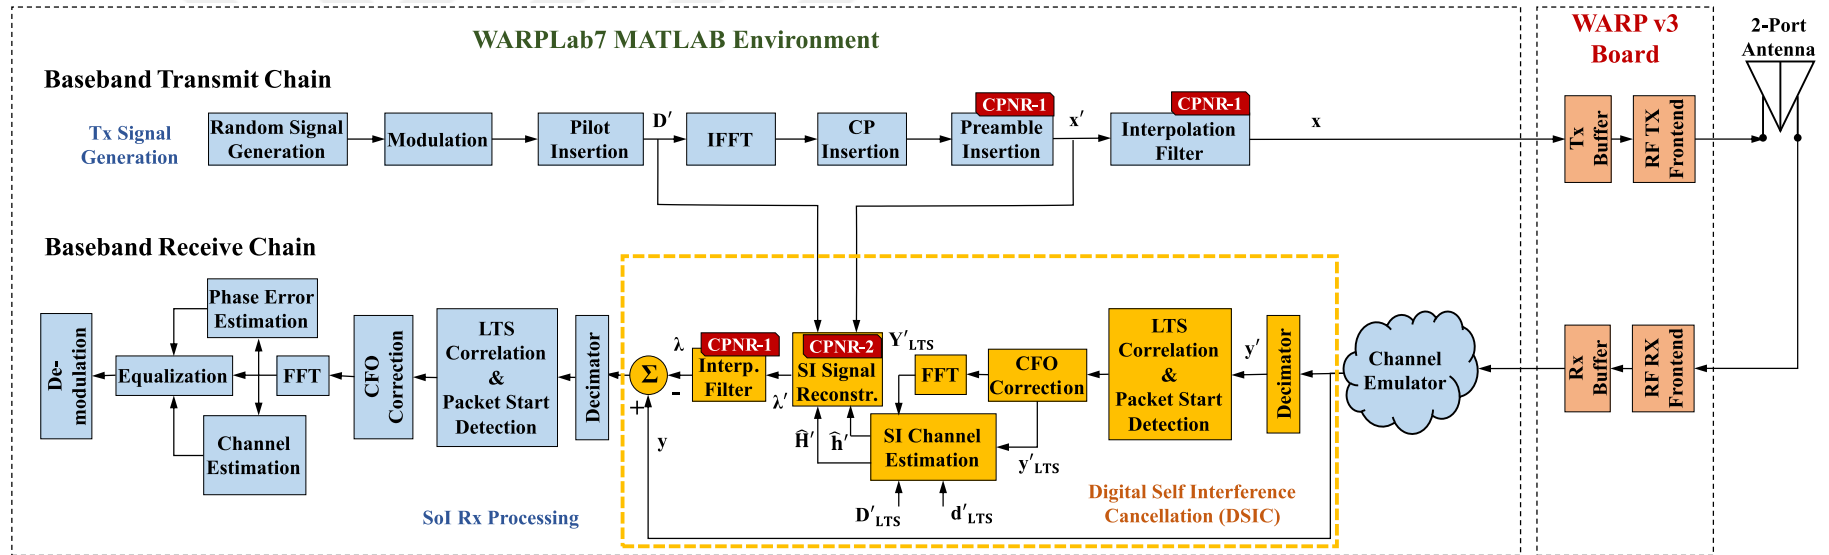 WARPLab7 MATLAB Environment
WARP v3
Board
2-Port
Antenna
Baseband Transmit Chain
Tx Signal
Generation
Random Signal
Generation
Modulation
Pilot
Insertion
D′
IFFT
CP
Insertion
CPNR-1
Preamble
Insertion
x′
CPNR-1
Interpolation
Filter
x
Tx
Buffer
RF TX
Frontend
Baseband Receive Chain
De-
modulation
Equalization
Phase Error
Estimation
FFT
Channel
Estimation
CFO
Correction
LTS
Correlation
&
Packet Start
Detection
Decimator
Σ
+
-
y
λ
CPNR-1
Interp.
Filter
λ′
CPNR-2
SI Signal
Reconstr.
Y′LTS
FFT
CFO
Correction
Ĥ′
ĥ′
SI Channel
Estimation
y′LTS
D′LTS
d′LTS
LTS
Correlation
&
Packet Start
Detection
y′
Decimator
Channel
Emulator
Rx
Buffer
RF RX
Frontend
SoI Rx Processing
Digital Self Interference
Cancellation (DSIC)